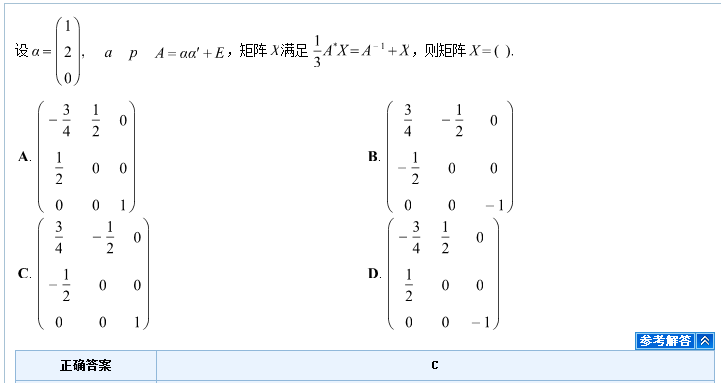 设 α = ( 1 2 0 ), a p A = αα′ + E，矩阵 X 满足 1/3 A*X = A⁻¹ + X，则矩阵 X = ( ).
A. ( -3/4 1/2 0
1/2 0 0
0 0 1 )
B. ( 3/4 -1/2 0
-1/2 0 0
0 0 -1 )
C. ( 3/4 -1/2 0
-1/2 0 0
0 0 1 )
D. ( -3/4 1/2 0
1/2 0 0
0 0 -1 )
参考解答
正确答案 C